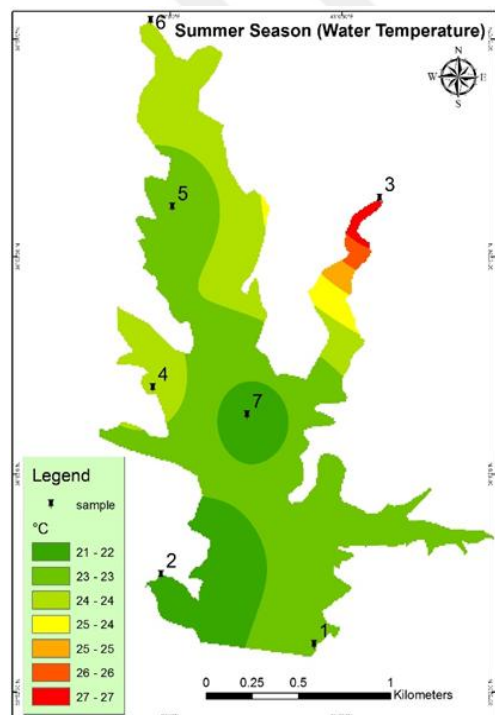 Summer Season (Water Temperature)
N
W E
S
6
5
3
4
7
2
1
Legend
sample
°C
21 - 22
23 - 23
24 - 24
25 - 24
25 - 25
26 - 26
27 - 27
0 0.25 0.5 1
Kilometers